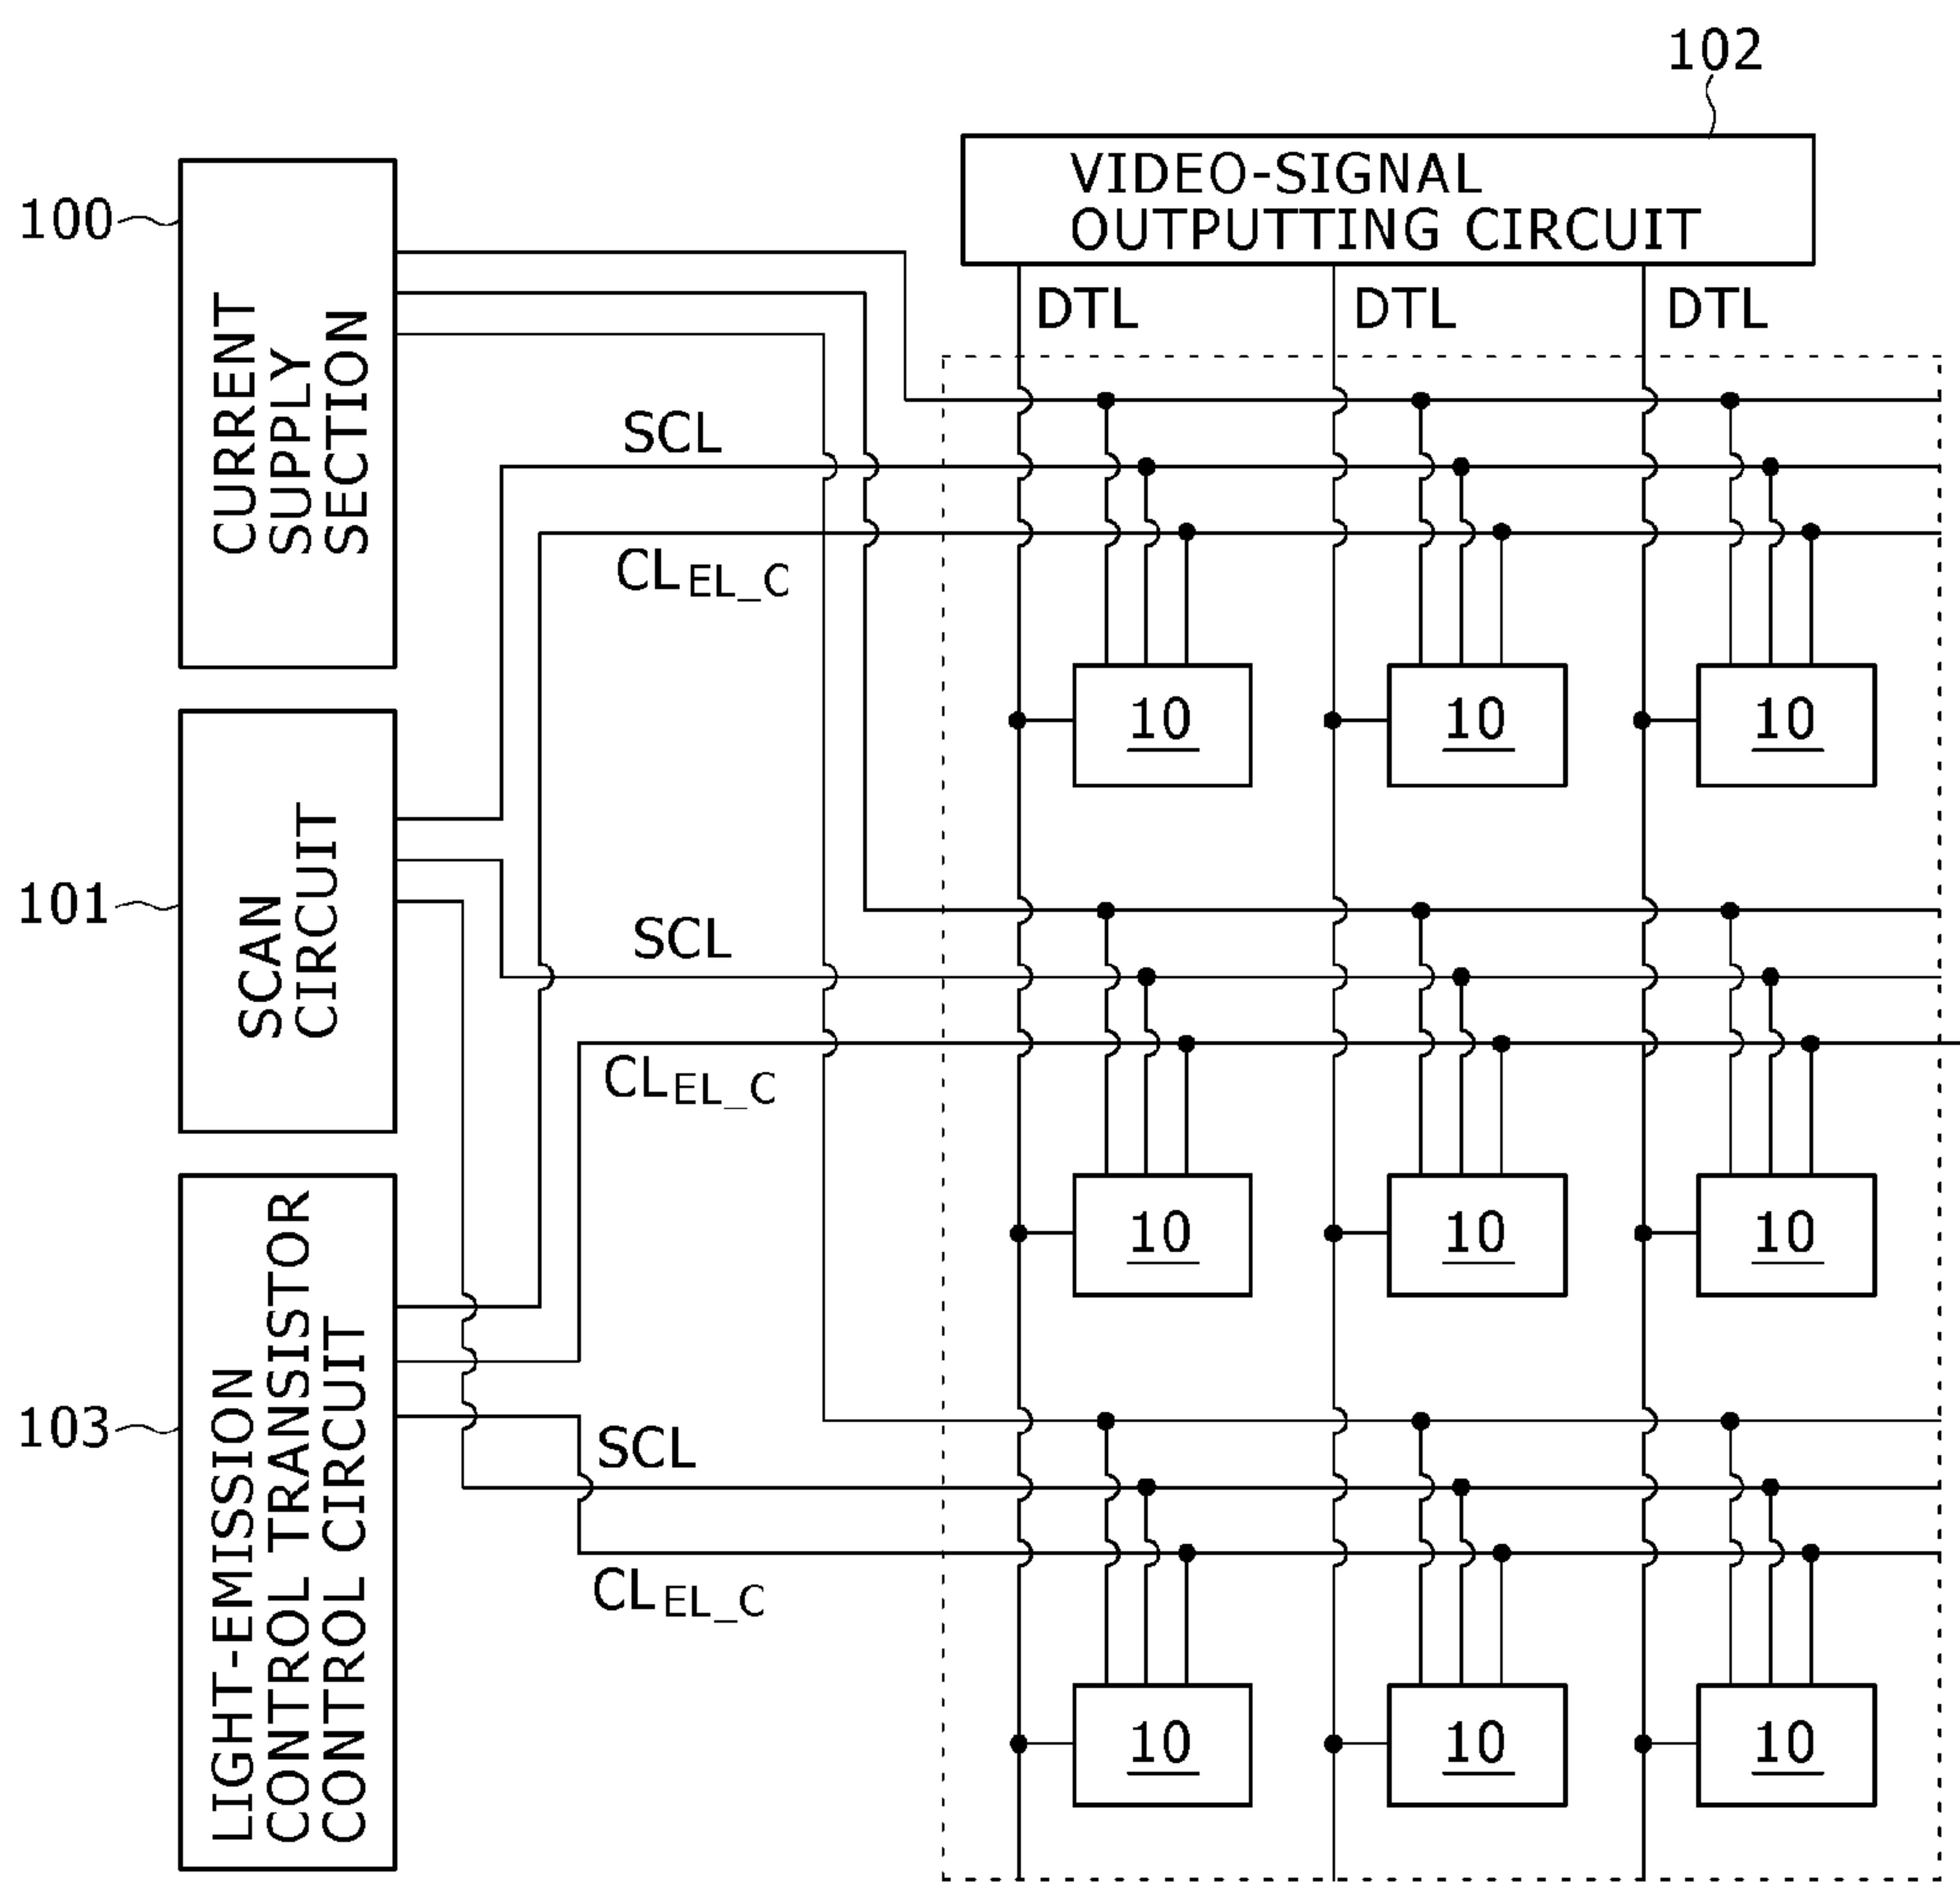 102
VIDEO-SIGNAL
OUTPUTTING CIRCUIT
100
CURRENT
SUPPLY
SECTION
DTL
DTL
DTL
SCL
CLEL_C
10
10
10
101
SCAN
CIRCUIT
SCL
CLEL_C
10
10
10
103
LIGHT-EMISSION
CONTROL TRANSISTOR
CONTROL CIRCUIT
SCL
CLEL_C
10
10
10